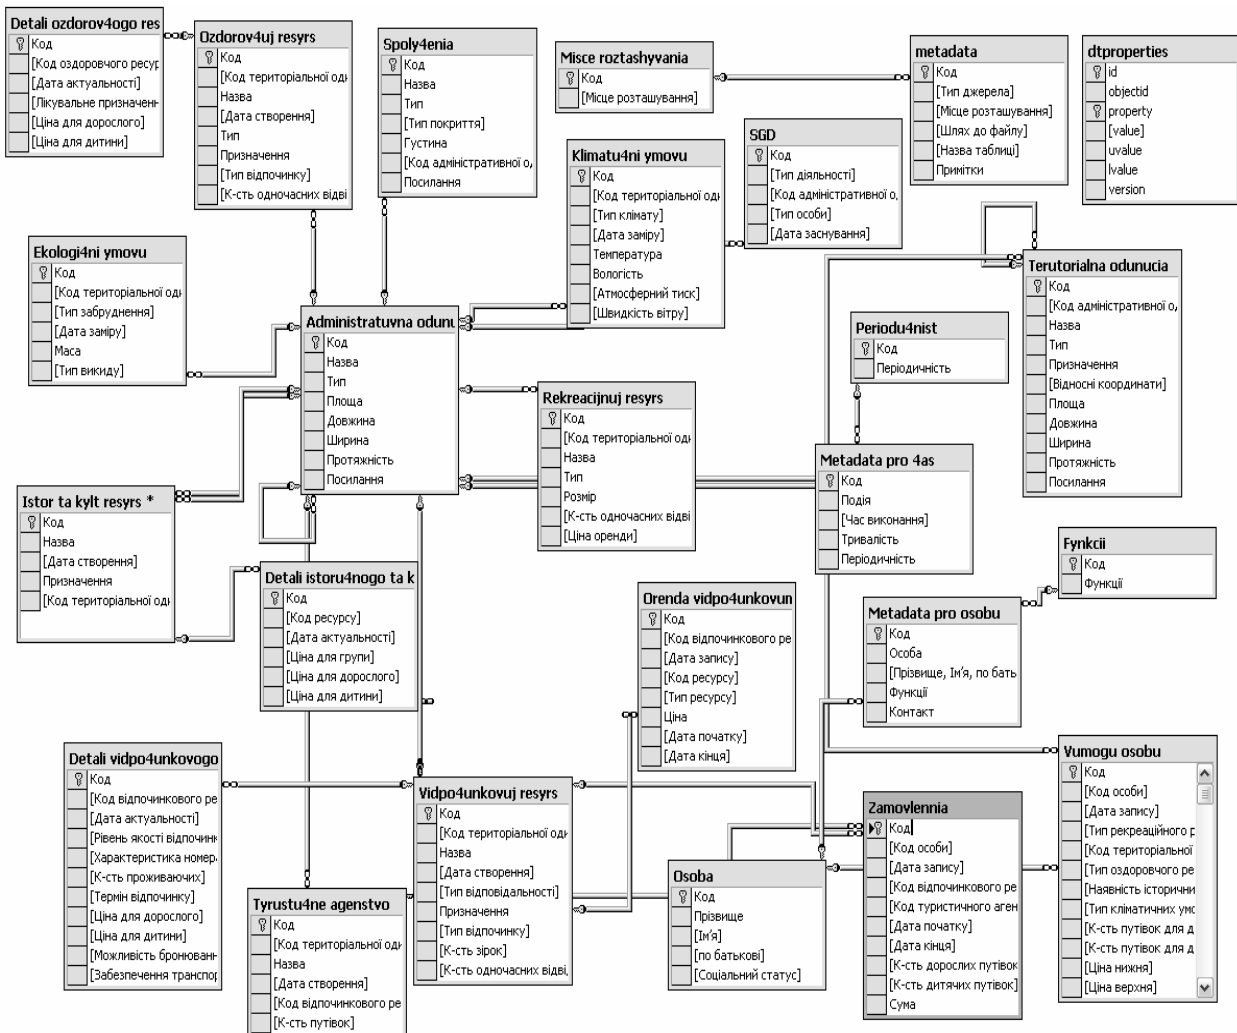 Detali ozdorov4ogo res
Код
[Код оздоровчого ресур
[Дата актуальності]
[Лікувальне призначенн
[Ціна для дорослого]
[Ціна для дитини]
Ozdorov4uj resyrs
Код
[Код територіальної оди
Назва
[Дата створення]
Тип
Призначення
[Тип відпочинку]
[К-сть одночасних відві
Spoly4enia
Код
Назва
Тип
[Тип покриття]
Густина
[Код адміністративної о,
Посилання
Misce roztashyvania
Код
[Місце розташування]
metadata
Код
[Тип джерела]
[Місце розташування]
[Шлях до файлу]
[Назва таблиці]
Примітки
dtproperties
id
objectid
property
[value]
uvalue
lvalue
version
Klimatu4ni ymovu
Код
[Код територіальної оди
[Тип клімату]
[Дата заміру]
Температура
Вологість
[Атмосферний тиск]
[Швидкість вітру]
SGD
Код
[Тип діяльності]
[Код адміністративної о,
[Тип особи]
[Дата заснування]
Ekologi4ni ymovu
Код
[Код територіальної оди
[Тип забруднення]
[Дата заміру]
Маса
[Тип викиду]
Administratuvna odunu
Код
Назва
Тип
Площа
Довжина
Ширина
Протяжність
Посилання
Terutorialna odunucia
Код
[Код адміністративної о,
Назва
Тип
Призначення
[Відносні координати]
Площа
Довжина
Ширина
Протяжність
Посилання
Periodu4nist
Код
Періодичність
Rekreacijnuj resyrs
Код
[Код територіальної оди
Назва
Тип
Розмір
[К-сть одночасних відві
[Ціна оренди]
Metadata pro 4as
Код
Подія
[Час виконання]
Тривалість
Періодичність
Istor ta kylt resyrs *
Код
Назва
[Дата створення]
Призначення
[Код територіальної оди
Detali istoru4nogo ta k
Код
[Код ресурсу]
[Дата актуальності]
[Ціна для групи]
[Ціна для дорослого]
[Ціна для дитини]
Fynkcii
Код
Функції
Orenda vidpo4unkovun
Код
[Код відпочинкового ре
[Дата запису]
[Код ресурсу]
[Тип ресурсу]
Ціна
[Дата початку]
[Дата кінця]
Metadata pro osobu
Код
Особа
[Прізвище, Ім'я, по бать
Функції
Контакт
Detali vidpo4unkovogo
Код
[Код відпочинкового ре
[Дата актуальності]
[Рівень якості відпочинк
[Характеристика номер,
[К-сть проживаючих]
[Термін відпочинку]
[Ціна для дорослого]
[Ціна для дитини]
[Можливість бронюванн
[Забезпечення транспор
Vidpo4unkovuj resyrs
Код
[Код територіальної оди
Назва
[Дата створення]
[Тип відповідальності]
Призначення
[Тип відпочинку]
[К-сть зірок]
[К-сть одночасних відві,
Tyrustu4ne agenstvo
Код
[Код територіальної оди
Назва
[Дата створення]
[Код відпочинкового ре
[К-сть путівок]
Osoba
Код
Прізвище
[Ім'я]
[по батькові]
[Соціальний статус]
Zamovlennia
Код
[Код особи]
[Дата запису]
[Код відпочинкового ре
[Код туристичного аген
[Дата початку]
[Дата кінця]
[К-сть дорослих путівок
[К-сть дитячих путівок]
Сума
Vumogu osobu
Код
[Код особи]
[Дата запису]
[Тип рекреаційного р
[Код територіальної
[Тип оздоровчого ре
[Наявність історични
[Тип кліматичних умо
[К-сть путівок для д
[К-сть путівок для д
[Ціна нижня]
[Ціна верхня]